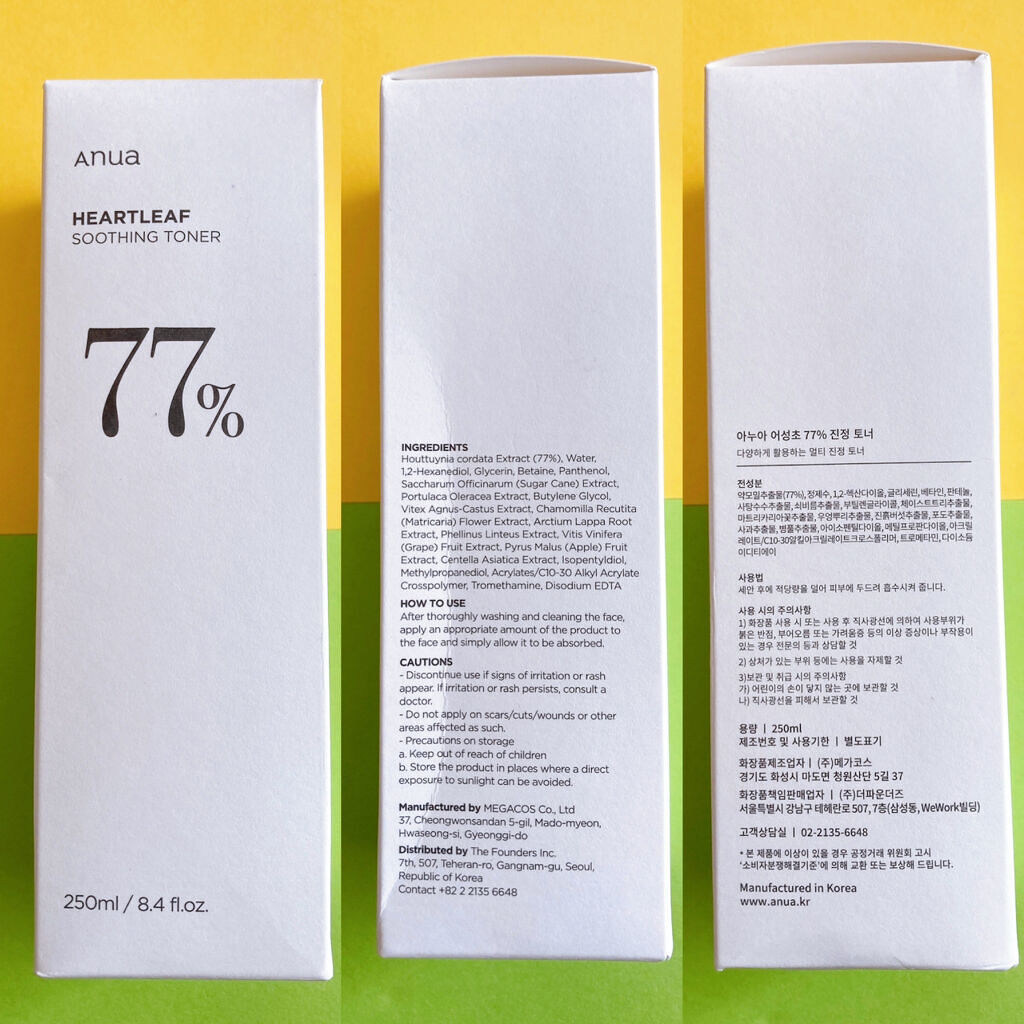 Anua
HEARTLEAF
SOOTHING TONER
77%
250ml / 8.4 fl.oz.
INGREDIENTS
Houttuynia cordata Extract (77%), Water,
1,2-Hexanediol, Glycerin, Betaine, Panthenol,
Saccharum Officinarum (Sugar Cane) Extract,
Portulaca Oleracea Extract, Butylene Glycol,
Vitex Agnus-Castus Extract, Chamomilla Recutita
(Matricaria) Flower Extract, Arctium Lappa Root
Extract, Phellinus Linteus Extract, Vitis Vinifera
(Grape) Fruit Extract, Pyrus Malus (Apple) Fruit
Extract, Centella Asiatica Extract, Isopentyldiol,
Methylpropanediol, Acrylates/C10-30 Alkyl Acrylate
Crosspolymer, Tromethamine, Disodium EDTA
HOW TO USE
After thoroughly washing and cleaning the face,
apply an appropriate amount of the product to
the face and simply allow it to be absorbed.
CAUTIONS
- Discontinue use if signs of irritation or rash
appear. If irritation or rash persists, consult a
doctor.
- Do not apply on scars/cuts/wounds or other
areas affected as such.
- Precautions on storage
a. Keep out of reach of children
b. Store the product in places where a direct
exposure to sunlight can be avoided.
Manufactured by MEGACOS Co., Ltd
37, Cheongwonsandan 5-gil, Mado-myeon,
Hwaseong-si, Gyeonggi-do
Distributed by The Founders Inc.
7th, 507, Teheran-ro, Gangnam-gu, Seoul,
Republic of Korea
Contact +82 2 2135 6648
아누아 어성초 77% 진정 토너
다양하게 활용하는 멀티 진정 토너
전성분
약모밀추출물(77%), 정제수, 1,2-헥산다이올, 글리세린, 베타인, 판테놀,
사탕수수추출물, 쇠비름추출물, 부틸렌글라이콜, 체이스트트리추출물,
마트리카리아꽃추출물, 우엉뿌리추출물, 진흙버섯추출물, 포도추출물,
사과추출물, 병풀추출물, 아이소펜틸다이올, 메틸프로판다이올, 아크릴
레이트/C10-30알킬아크릴레이트크로스폴리머, 트로메타민, 다이소듐
이디티에이
사용법
세안 후에 적당량을 덜어 피부에 두드려 흡수시켜 줍니다.
사용 시의 주의사항
1) 화장품 사용 시 또는 사용 후 직사광선에 의하여 사용부위가
붉은 반점, 부어오름 또는 가려움증 등의 이상 증상이나 부작용이
있는 경우 전문의 등과 상담할 것
2) 상처가 있는 부위 등에는 사용을 자제할 것
3)보관 및 취급 시의 주의사항
가) 어린이의 손이 닿지 않는 곳에 보관할 것
나) 직사광선을 피해서 보관할 것
용량 | 250ml
제조번호 및 사용기한 | 별도표기
화장품제조업자 | (주)메가코스
경기도 화성시 마도면 청원산단 5길 37
화장품책임판매업자 | (주)더파운더즈
서울특별시 강남구 테헤란로 507, 7층(삼성동, WeWork빌딩)
고객상담실 | 02-2135-6648
* 본 제품에 이상이 있을 경우 공정거래 위원회 고시
'소비자분쟁해결기준'에 의해 교환 또는 보상해 드립니다.
Manufactured in Korea
www.anua.kr